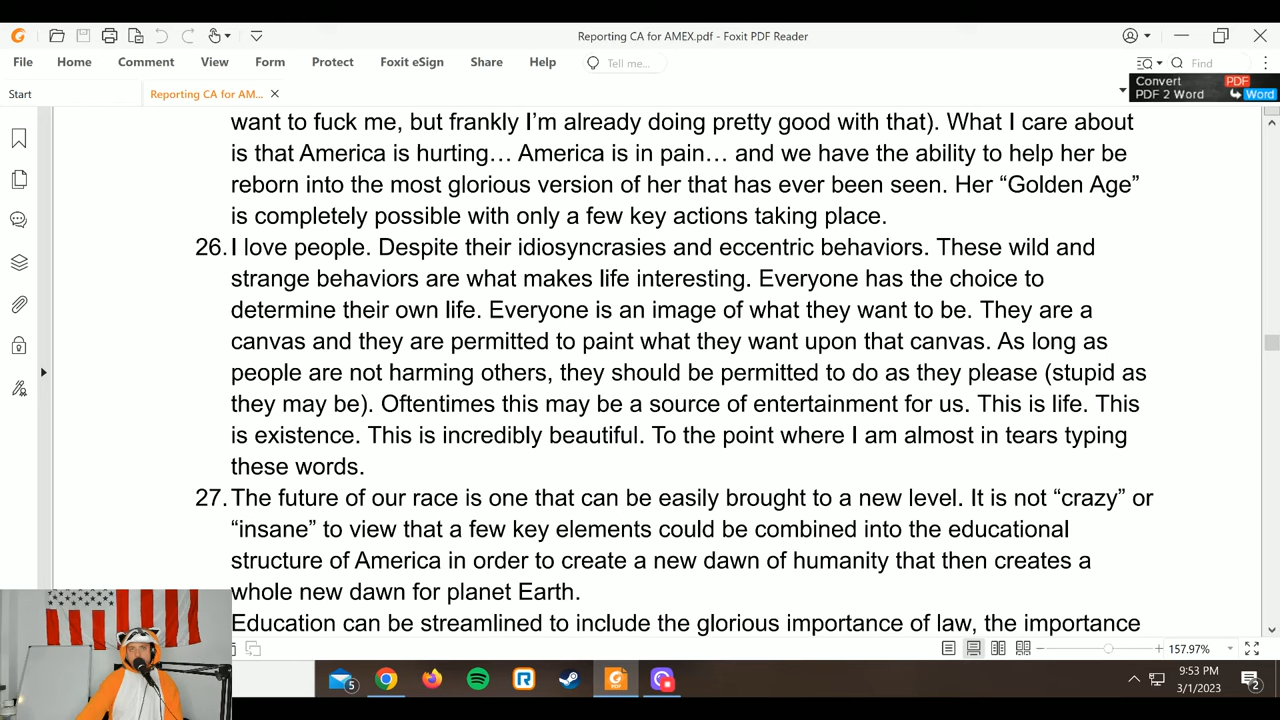 Reporting CA for AMEX.pdf - Foxit PDF Reader
File Home Comment View Form Protect Foxit eSign Share Help Tell me... Find
Start Reporting CA for AM...
Convert PDF
PDF 2 Word Word
want to fuck me, but frankly I’m already doing pretty good with that). What I care about
is that America is hurting… America is in pain… and we have the ability to help her be
reborn into the most glorious version of her that has ever been seen. Her “Golden Age”
is completely possible with only a few key actions taking place.
26. I love people. Despite their idiosyncrasies and eccentric behaviors. These wild and
strange behaviors are what makes life interesting. Everyone has the choice to
determine their own life. Everyone is an image of what they want to be. They are a
canvas and they are permitted to paint what they want upon that canvas. As long as
people are not harming others, they should be permitted to do as they please (stupid as
they may be). Oftentimes this may be a source of entertainment for us. This is life. This
is existence. This is incredibly beautiful. To the point where I am almost in tears typing
these words.
27. The future of our race is one that can be easily brought to a new level. It is not “crazy” or
“insane” to view that a few key elements could be combined into the educational
structure of America in order to create a new dawn of humanity that then creates a
whole new dawn for planet Earth.
Education can be streamlined to include the glorious importance of law, the importance
157.97%
5
9:53 PM
3/1/2023
2